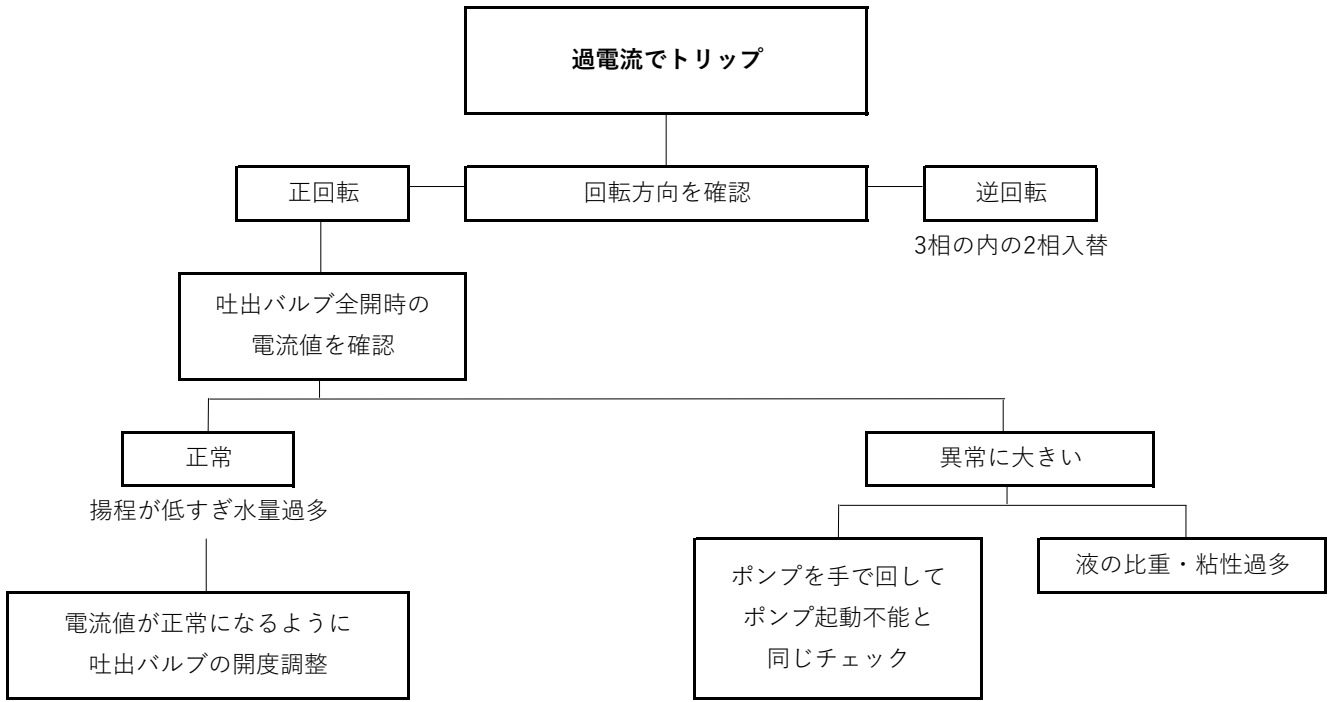 過電流でトリップ
正回転
回転方向を確認
逆回転
3相の内の2相入替
吐出バルブ全開時の
電流値を確認
正常
異常に大きい
揚程が低すぎ水量過多
ポンプを手で回して
ポンプ起動不能と
同じチェック
液の比重・粘性過多
電流値が正常になるように
吐出バルブの開度調整